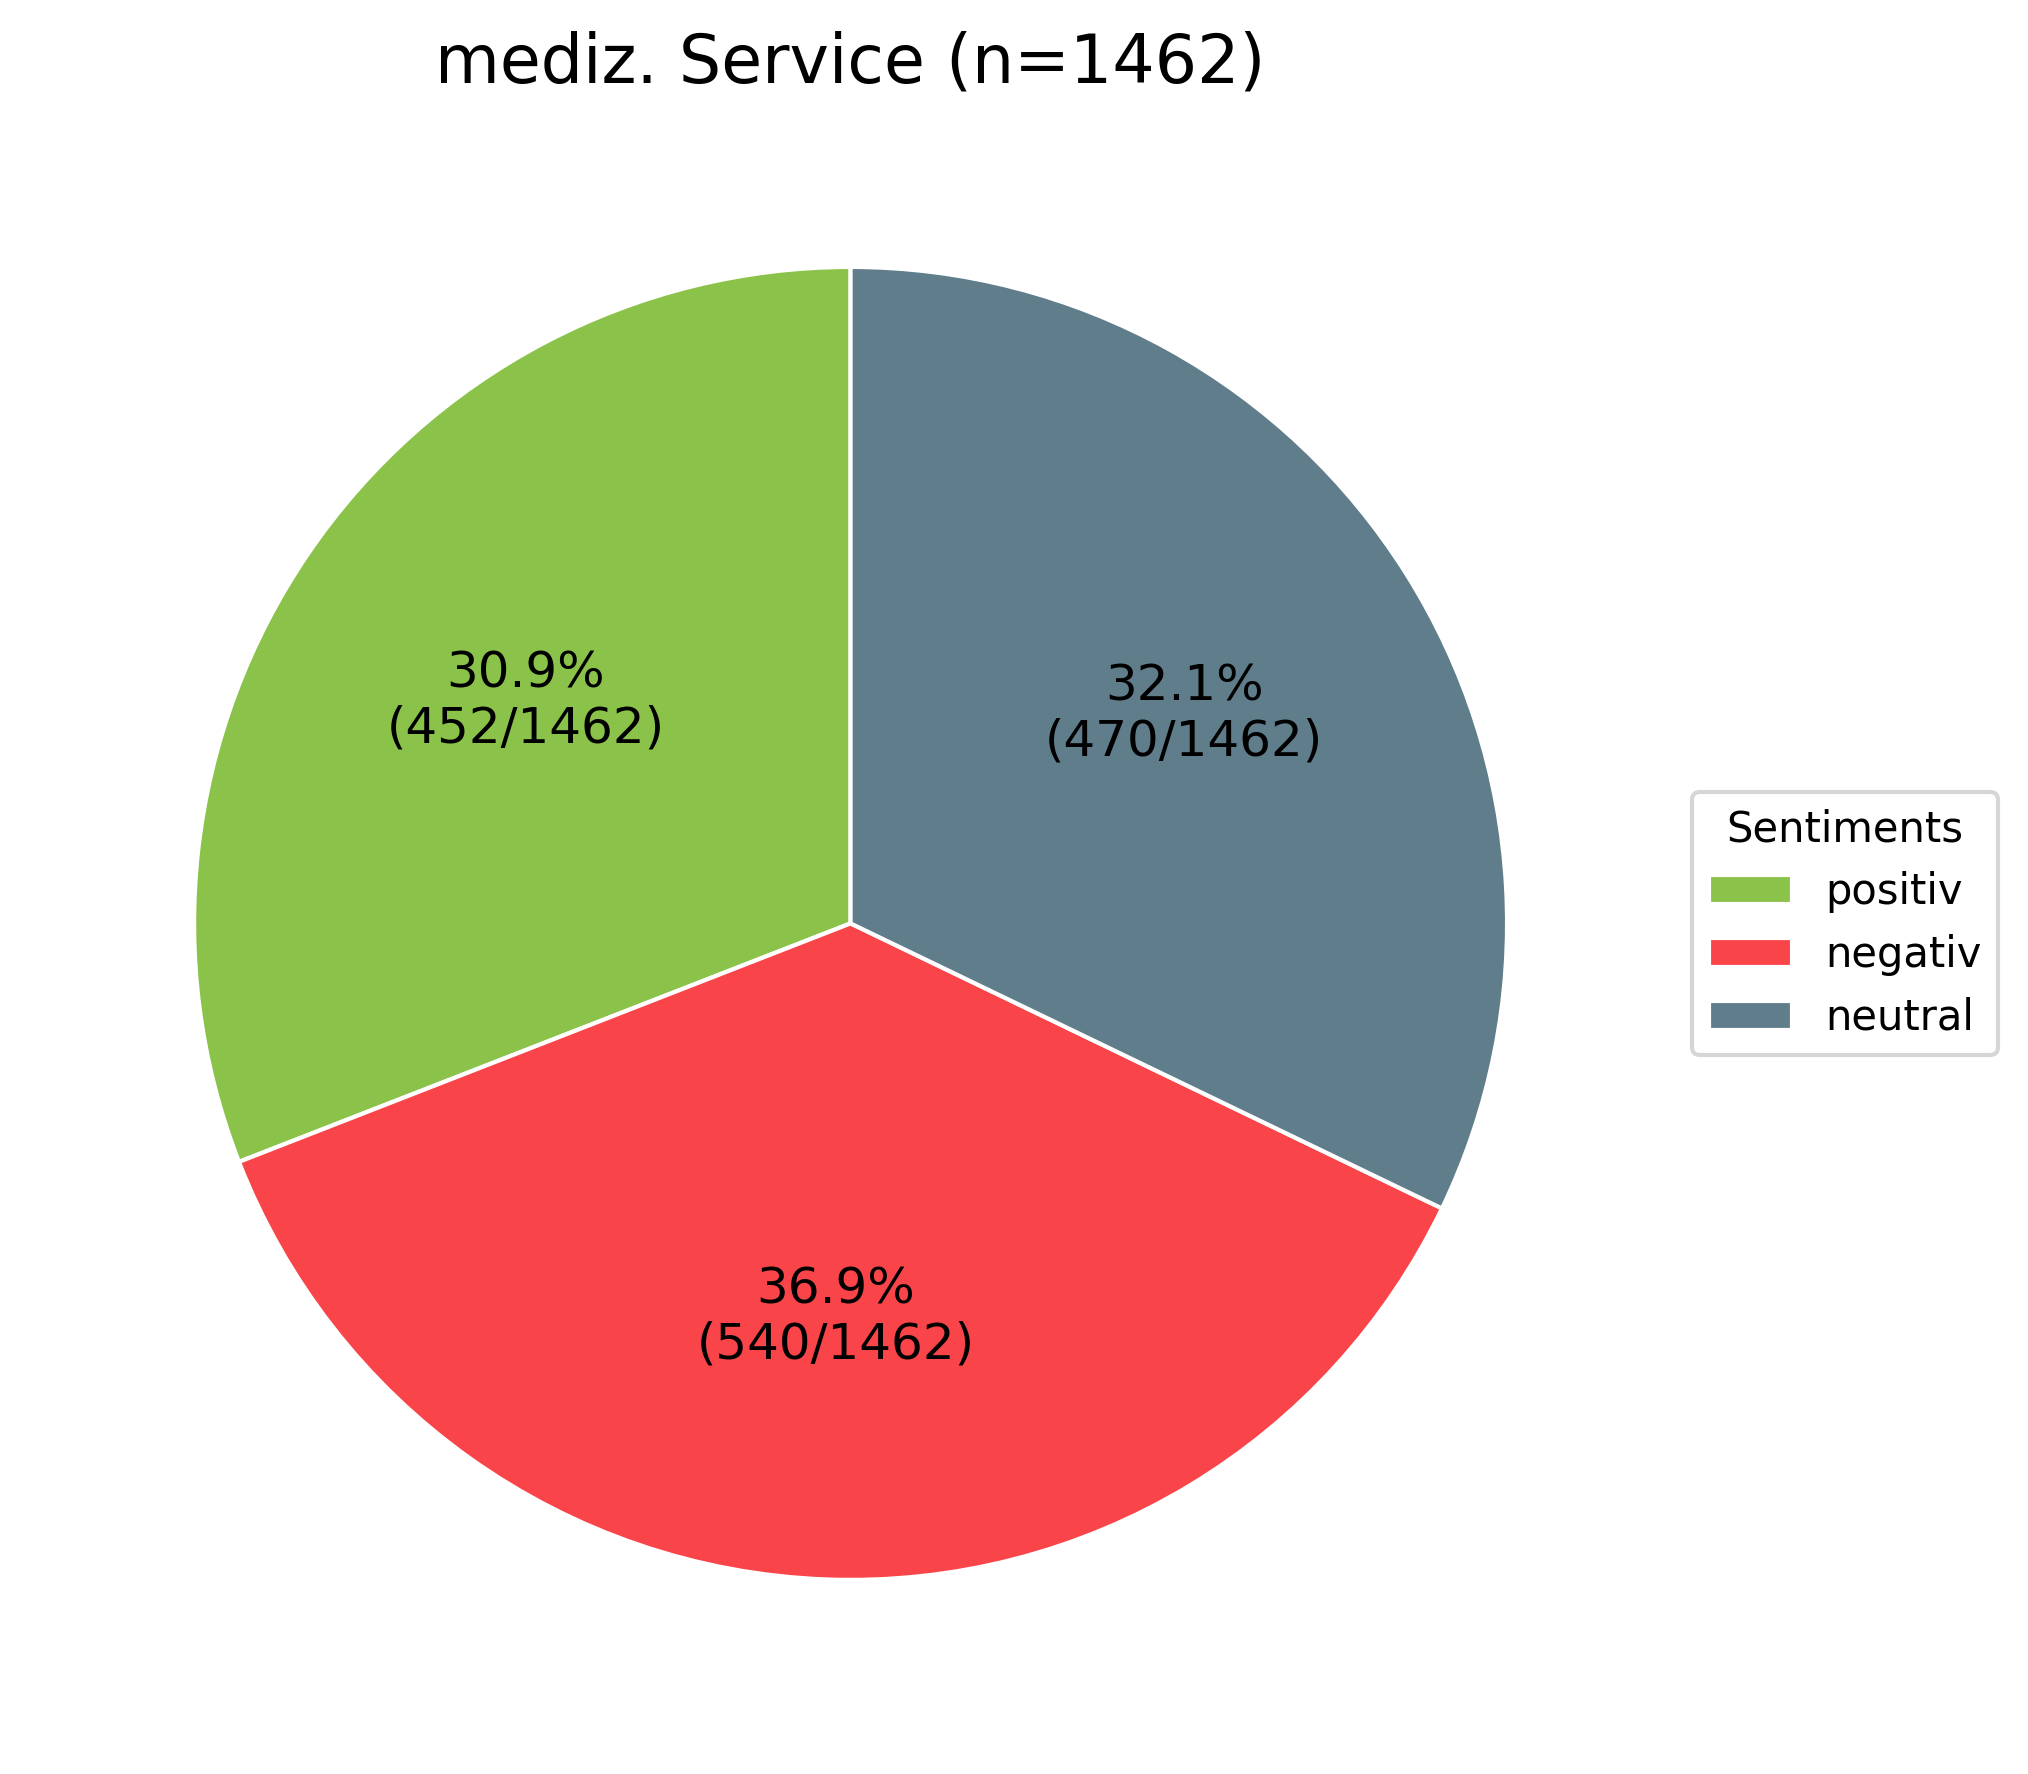 mediz. Service (n=1462)
30.9%
(452/1462)
32.1%
(470/1462)
36.9%
(540/1462)
Sentiments
positiv
negativ
neutral